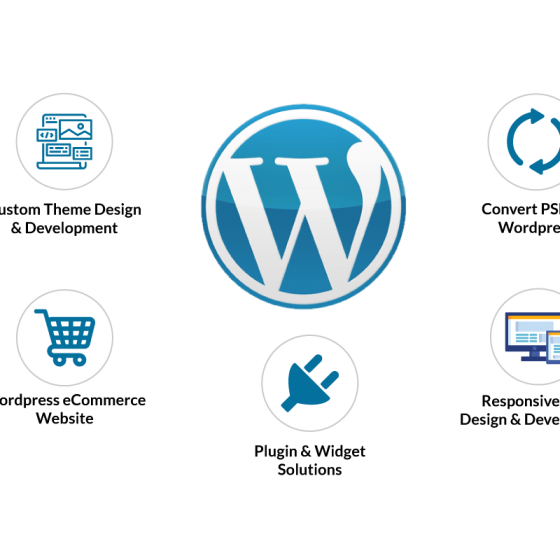 ustom Theme Design
& Development
Convert PS
Wordpre
ordpress eCommerce
Website
Responsive
Design & Deve
Plugin & Widget
Solutions